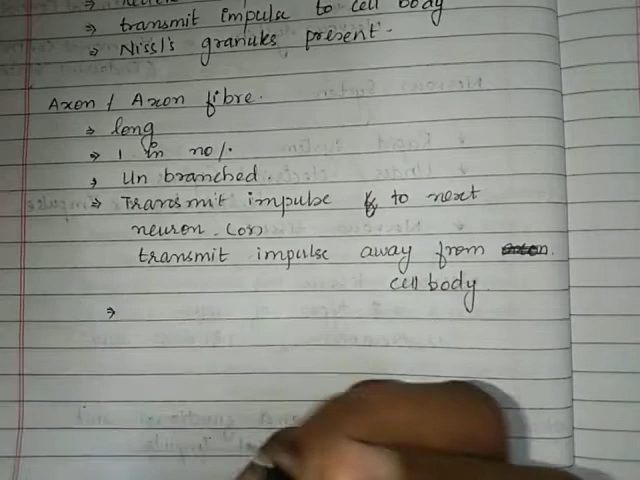 ⇒ transmit impulse to cell body
⇒ Nissl's granules present.
Axon / Axon fibre.
⇒ long
⇒ 1 in no/.
⇒ Un branched.
⇒ Transmit impulse to next
neuron. (or)
transmit impulse away from
cell body.
⇒